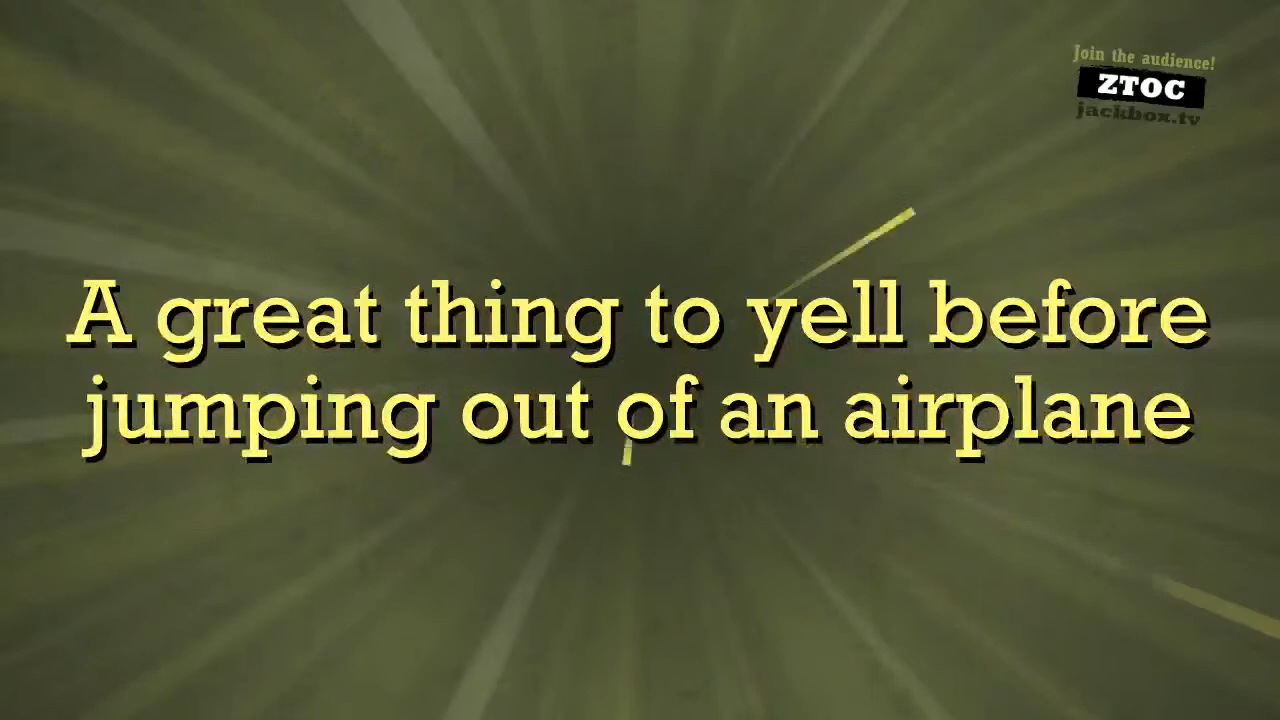 Join the audience!
ZTOC
jackbox.tv
A great thing to yell before
jumping out of an airplane